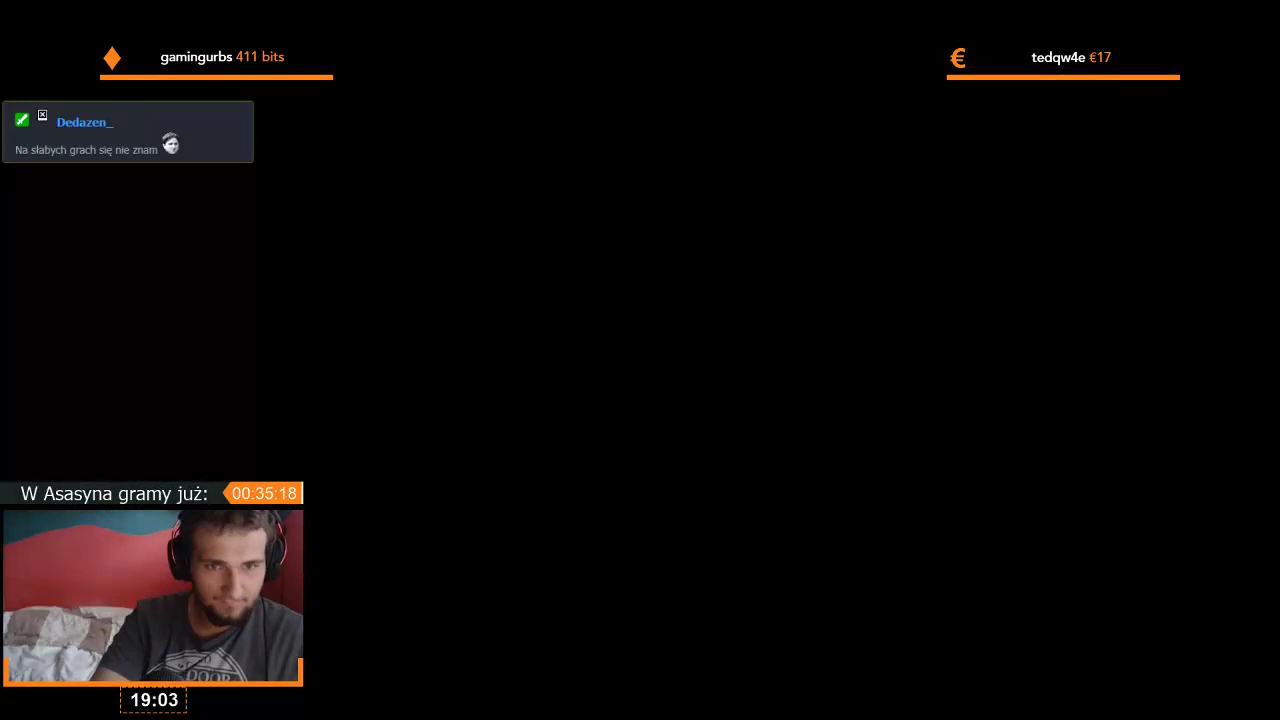 gamingurbs 411 bits
€ tedqw4e €17
Dedazen_
Na słabych grach się nie znam
W Asasyna gramy już: 00:35:18
DOOR
19:03